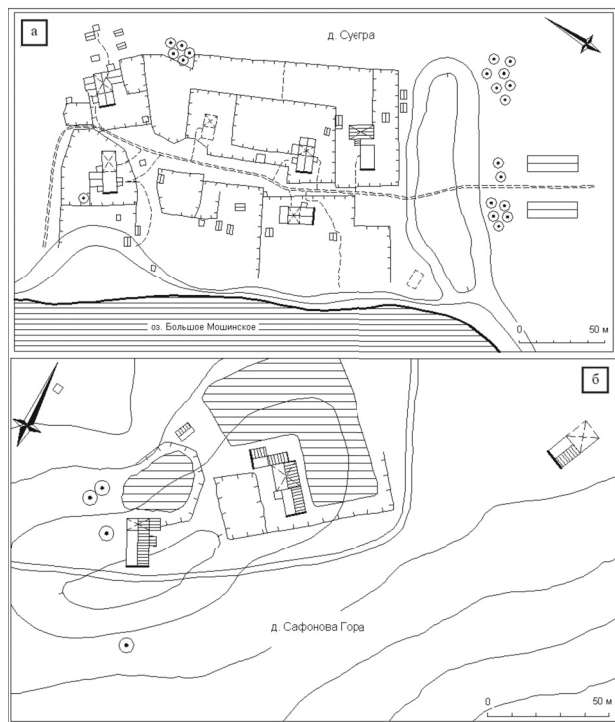 а
д. Суегра
оз. Большое Мошинское
0 50 м
б
д. Сафонова Гора
0 50 м